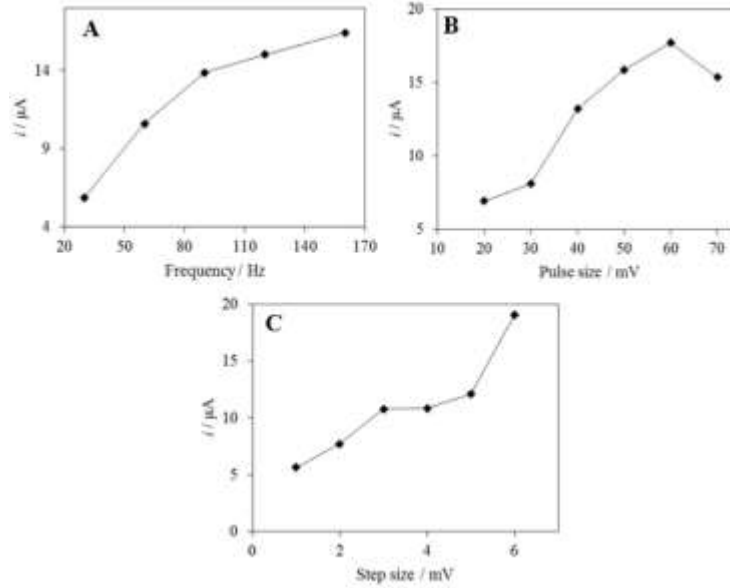 A
i / µA
14
9
4
20 50 80 110 140 170
Frequency / Hz
B
i / µA
20
15
10
5
10 20 30 40 50 60 70
Pulse size / mV
C
i / µA
20
15
10
5
0
0 2 4 6
Step size / mV